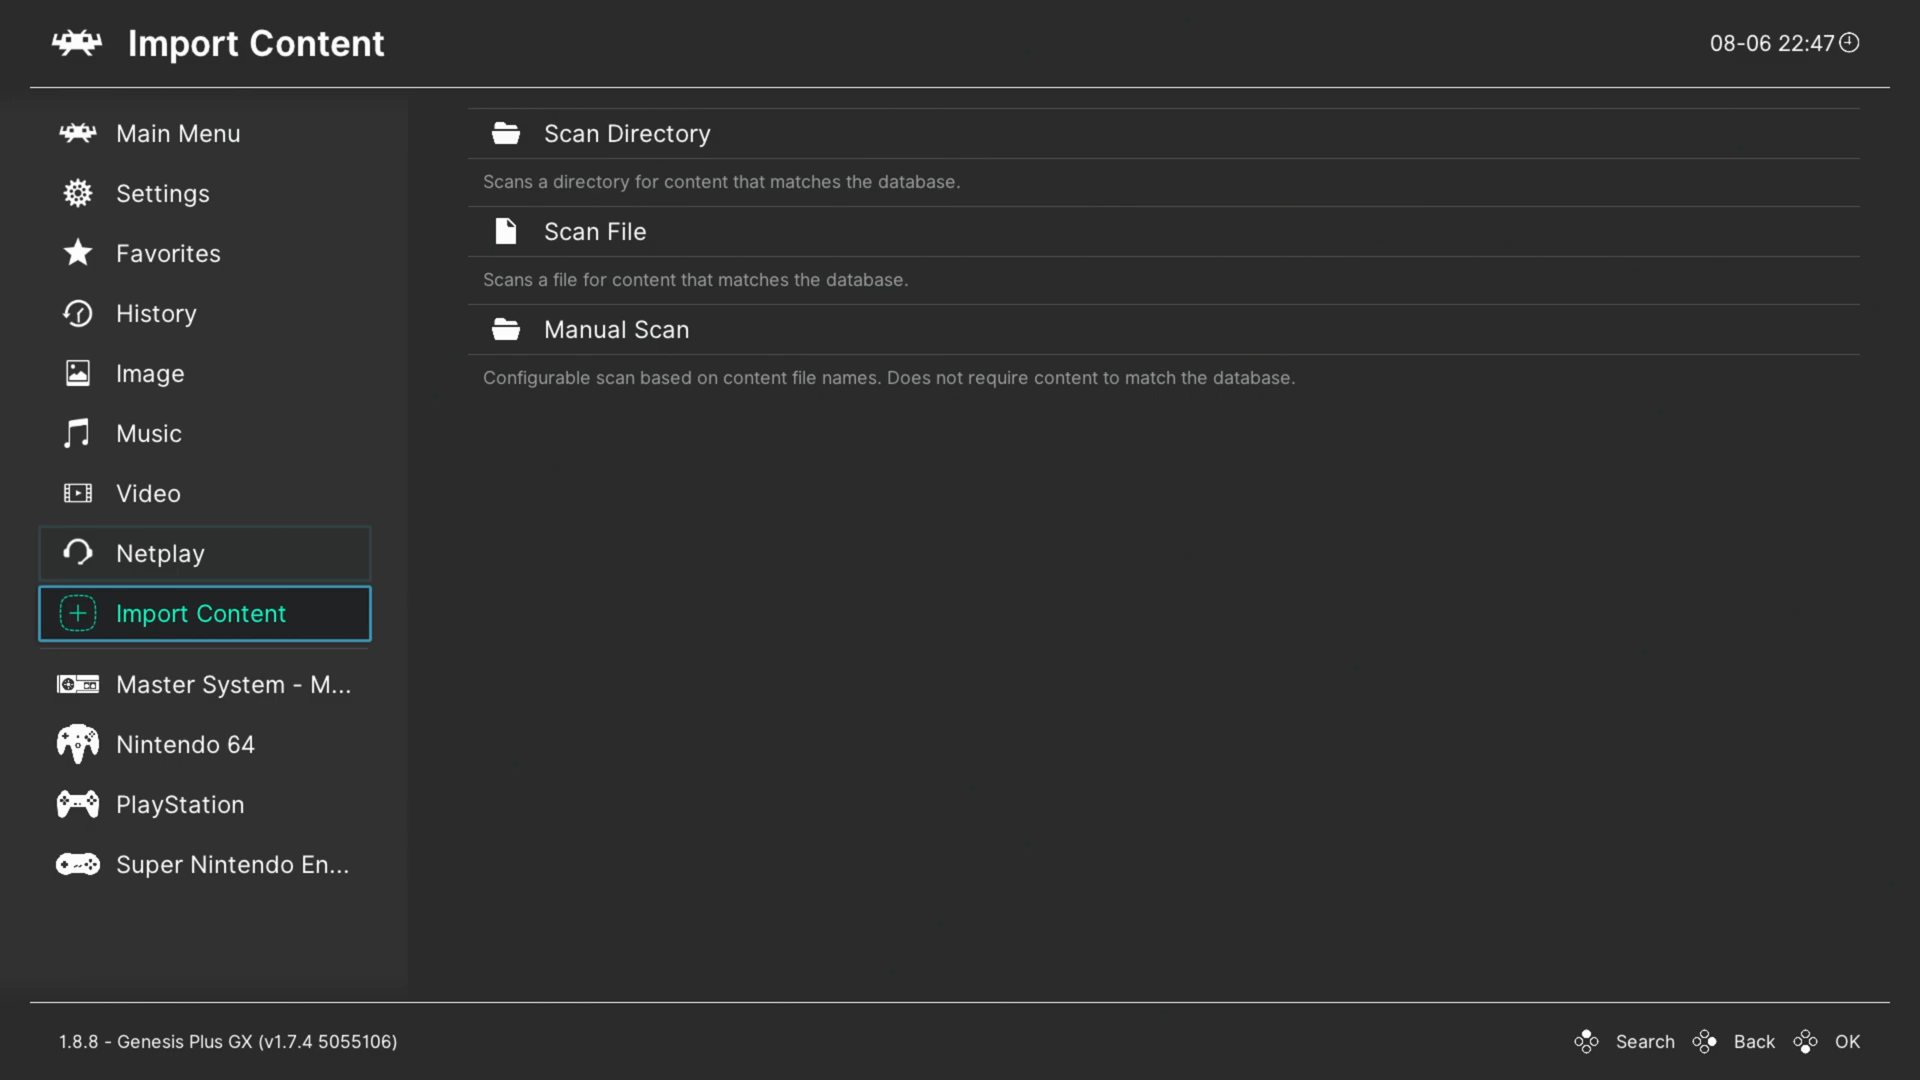 Import Content
08-06 22:47
Main Menu
Settings
Favorites
History
Image
Music
Video
Netplay
Import Content
Master System - M...
Nintendo 64
PlayStation
Super Nintendo En...
Scan Directory
Scans a directory for content that matches the database.
Scan File
Scans a file for content that matches the database.
Manual Scan
Configurable scan based on content file names. Does not require content to match the database.
1.8.8 - Genesis Plus GX (v1.7.4 5055106)
Search Back OK